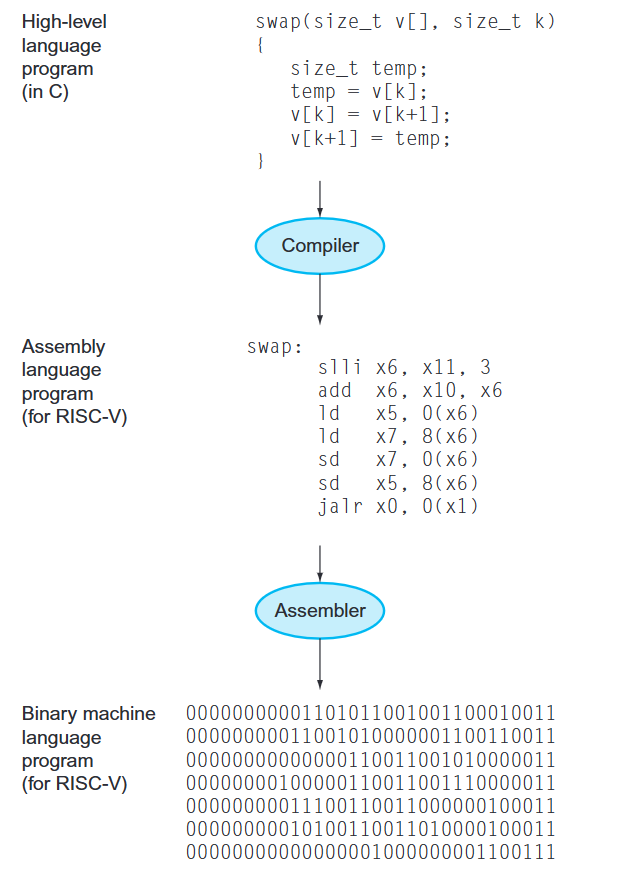 High-level
language
program
(in C)
swap(size_t v[], size_t k)
{
size_t temp;
temp = v[k];
v[k] = v[k+1];
v[k+1] = temp;
}
Compiler
Assembly
language
program
(for RISC-V)
swap:
slli x6, x11, 3
add x6, x10, x6
ld x5, 0(x6)
ld x7, 8(x6)
sd x7, 0(x6)
sd x5, 8(x6)
jalr x0, 0(x1)
Assembler
Binary machine
language
program
(for RISC-V)
00000000001101011001001100010011
00000000011001010000001100110011
00000000000000110011001010000011
00000000100000110011001110000011
00000000011100110011000000100011
00000000010100110011010000100011
00000000000000001000000001100111